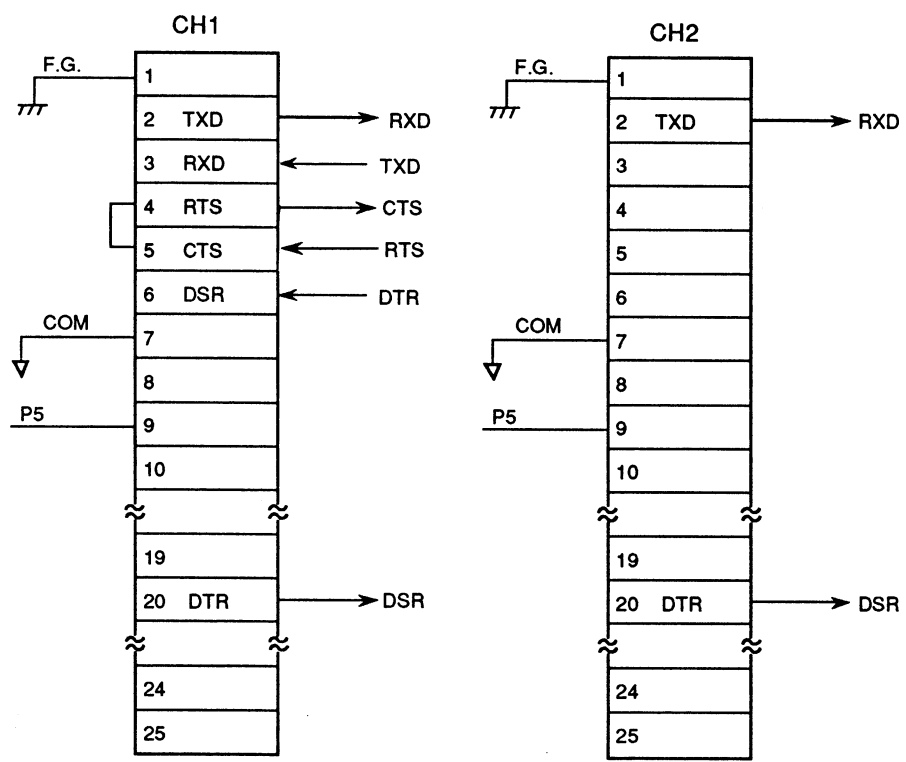 CH1
F.G.
1
2 TXD RXD
3 RXD TXD
4 RTS CTS
5 CTS RTS
6 DSR DTR
COM
7
8
P5
9
10
19
20 DTR DSR
24
25
CH2
F.G.
1
2 TXD RXD
3
4
5
6
COM
7
8
P5
9
10
19
20 DTR DSR
24
25